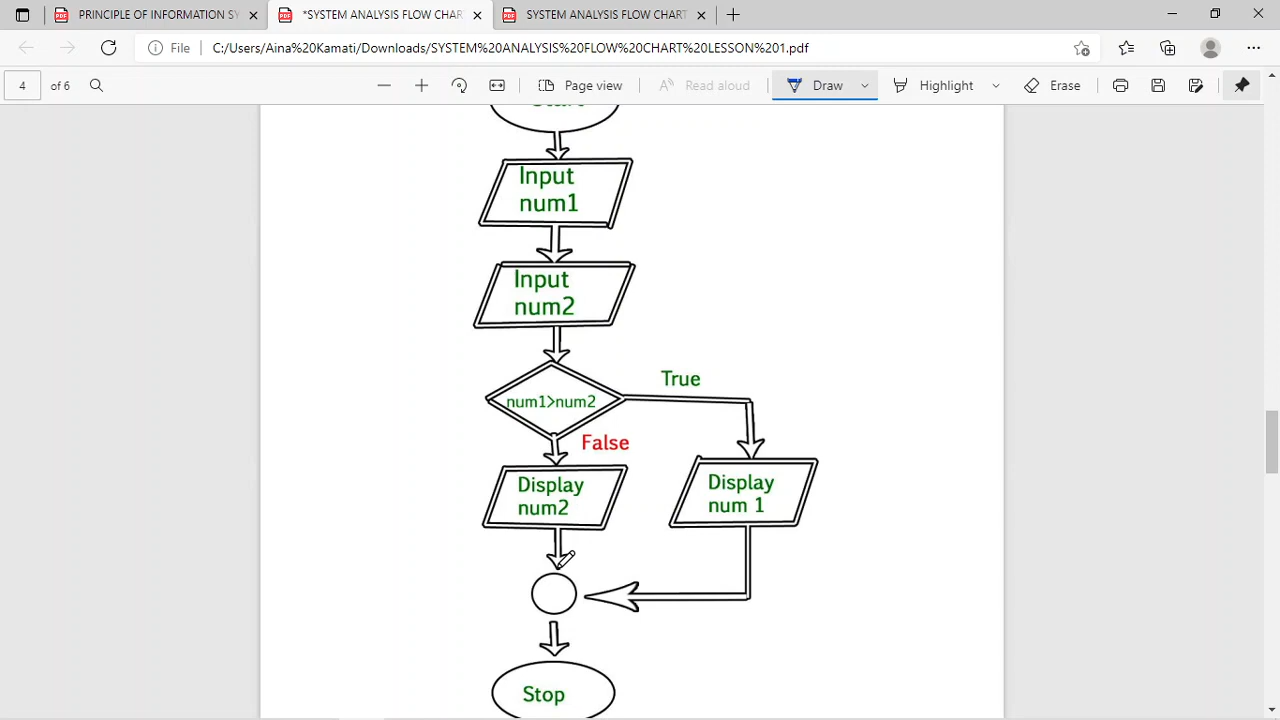 PRINCIPLE OF INFORMATION SY
*SYSTEM ANALYSIS FLOW CHAR
SYSTEM ANALYSIS FLOW CHART
File
C:/Users/Aina%20Kamati/Downloads/SYSTEM%20ANALYSIS%20FLOW%20CHART%20LESSON%201.pdf
4 of 6
Page view
Read aloud
Draw
Highlight
Erase
Start
Input
num1
Input
num2
num1>num2
True
False
Display
num2
Display
num 1
Stop